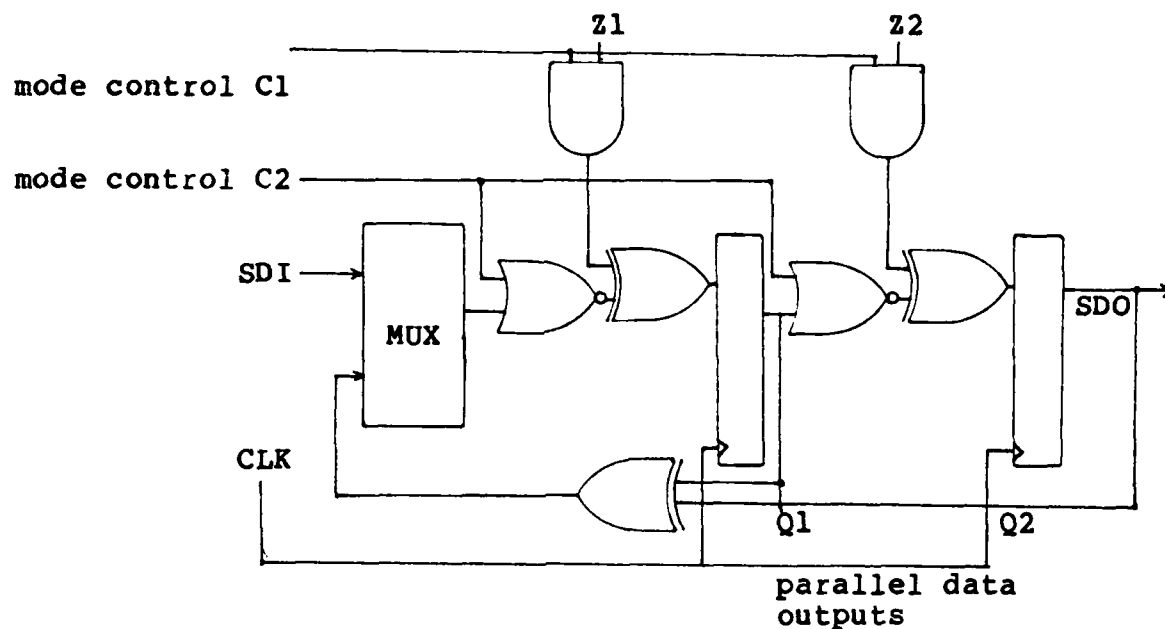 Z1
Z2
mode control C1
mode control C2
SDI
MUX
SDO
CLK
Q1
Q2
parallel data
outputs